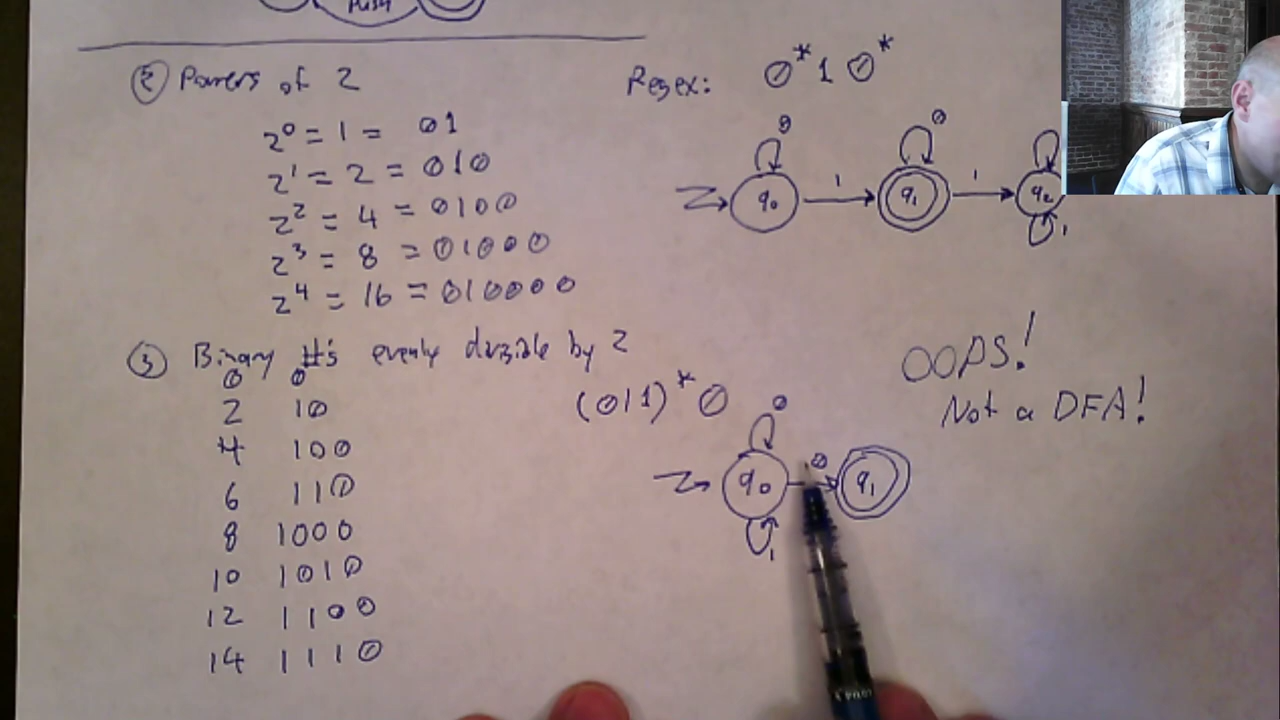 ② Powers of 2
2⁰ = 1 = 01
2¹ = 2 = 010
2² = 4 = 0100
2³ = 8 = 01000
2⁴ = 16 = 010000
Regex: 0*10*
0 0
q₀ 1 q₁ 1 q₂
1
③ Binary #'s evenly divisible by 2
0 0
2 10
4 100
6 110
8 1000
10 1010
12 1100
14 1110
(0|1)*0
0
q₀ 0 q₁
1
OOPS!
Not a DFA!
PILOT